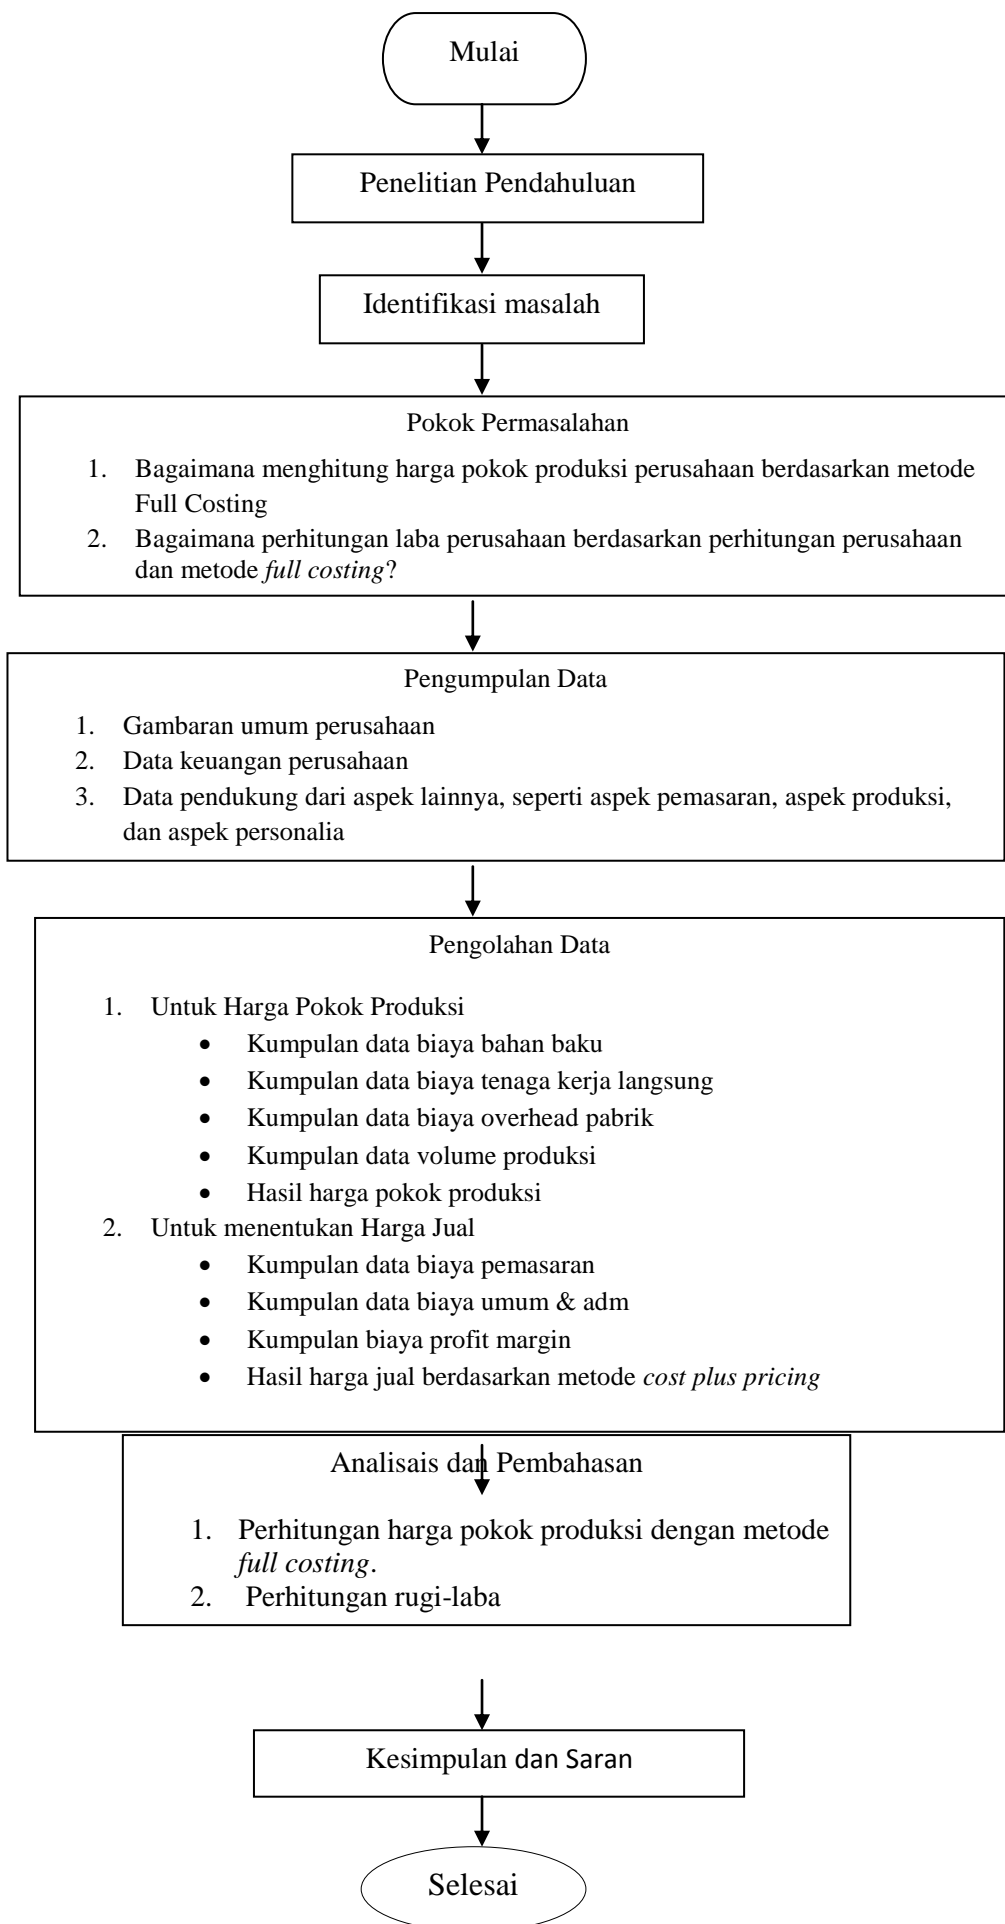 Mulai
Penelitian Pendahuluan
Identifikasi masalah
Pokok Permasalahan
1. Bagaimana menghitung harga pokok produksi perusahaan berdasarkan metode
Full Costing
2. Bagaimana perhitungan laba perusahaan berdasarkan perhitungan perusahaan
dan metode full costing?
Pengumpulan Data
1. Gambaran umum perusahaan
2. Data keuangan perusahaan
3. Data pendukung dari aspek lainnya, seperti aspek pemasaran, aspek produksi,
dan aspek personalia
Pengolahan Data
1. Untuk Harga Pokok Produksi
• Kumpulan data biaya bahan baku
• Kumpulan data biaya tenaga kerja langsung
• Kumpulan data biaya overhead pabrik
• Kumpulan data volume produksi
• Hasil harga pokok produksi
2. Untuk menentukan Harga Jual
• Kumpulan data biaya pemasaran
• Kumpulan data biaya umum & adm
• Kumpulan biaya profit margin
• Hasil harga jual berdasarkan metode cost plus pricing
Analisais dan Pembahasan
1. Perhitungan harga pokok produksi dengan metode
full costing.
2. Perhitungan rugi-laba
Kesimpulan dan Saran
Selesai